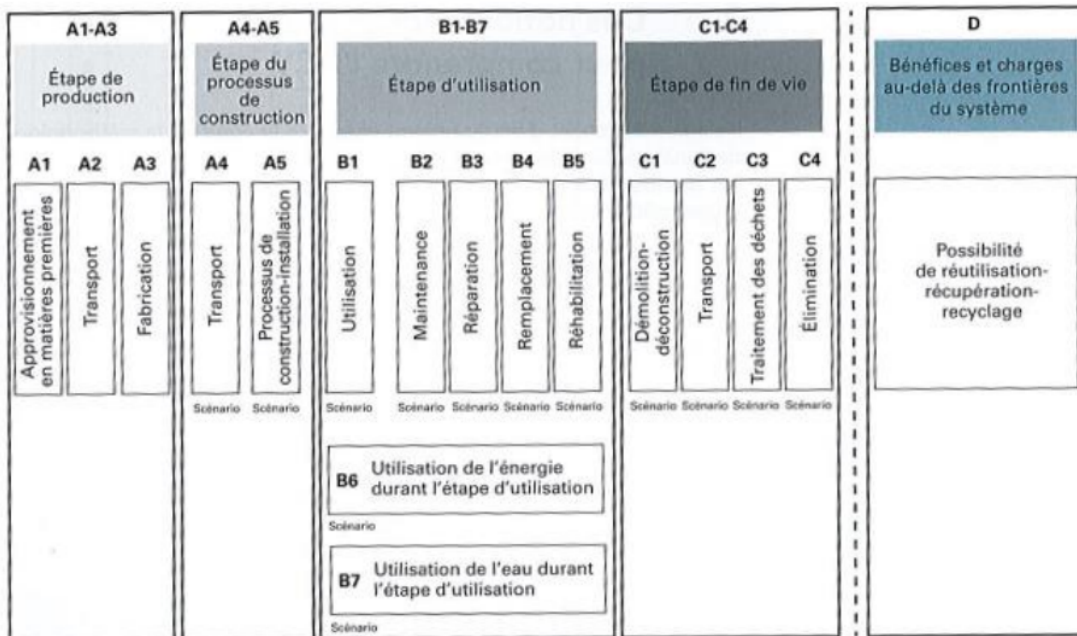 A1-A3
Étape de
production
A1
A2
A3
Approvisionnement
en matières premières
Transport
Fabrication
A4-A5
Étape du
processus
de
construction
A4
A5
Transport
Processus de
construction-installation
Scénario
Scénario
B1-B7
Étape d'utilisation
B1
B2
B3
B4
B5
Utilisation
Maintenance
Réparation
Remplacement
Réhabilitation
Scénario
Scénario
Scénario
Scénario
Scénario
B6
Utilisation de l'énergie
durant l'étape d'utilisation
Scénario
B7
Utilisation de l'eau durant
l'étape d'utilisation
Scénario
C1-C4
Étape de fin de vie
C1
C2
C3
C4
Démolition-
déconstruction
Transport
Traitement des déchets
Élimination
Scénario
Scénario
Scénario
Scénario
D
Bénéfices et charges
au-delà des frontières
du système
Possibilité
de réutilisation-
récupération-
recyclage